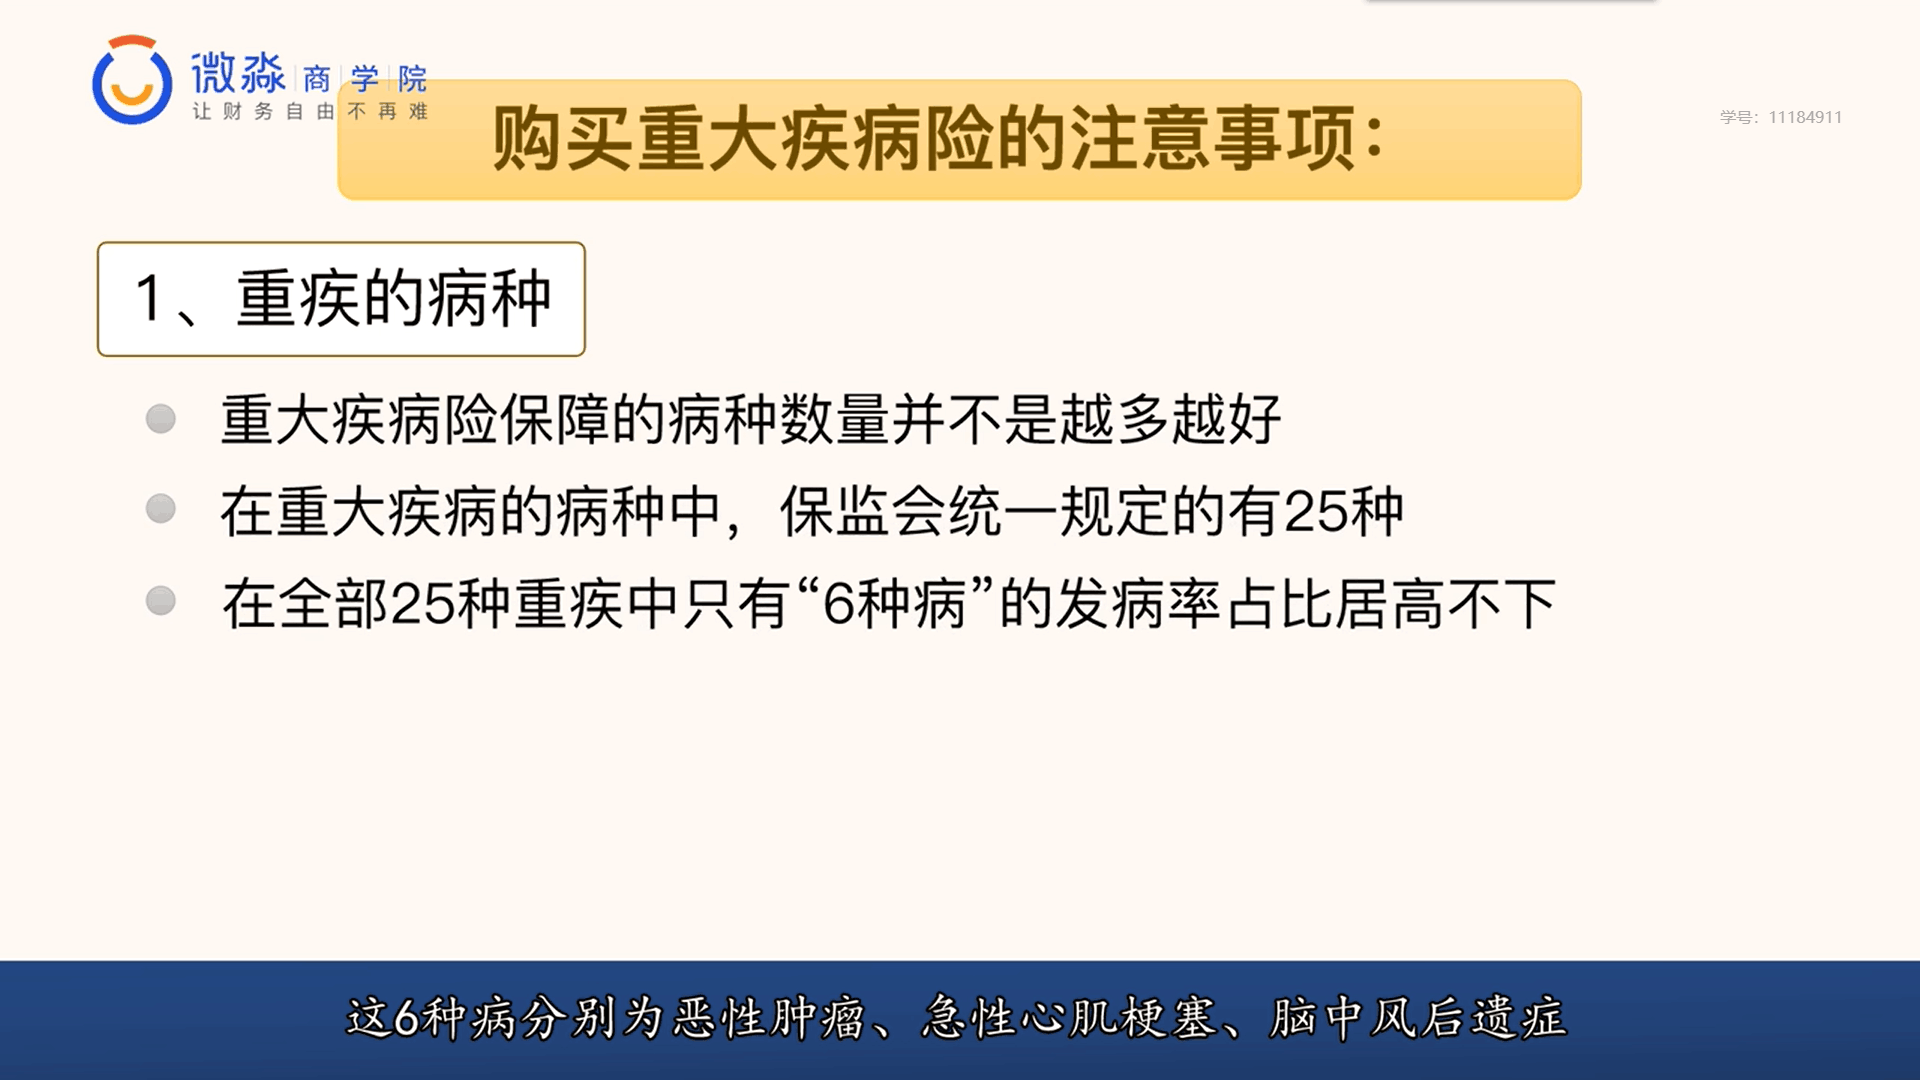 微淼商学院
让财务自由不再难
学号：11184911
购买重大疾病险的注意事项：
1、重疾的病种
重大疾病险保障的病种数量并不是越多越好
在重大疾病的病种中，保监会统一规定的有25种
在全部25种重疾中只有“6种病”的发病率占比居高不下
这6种病分别为恶性肿瘤、急性心肌梗塞、脑中风后遗症